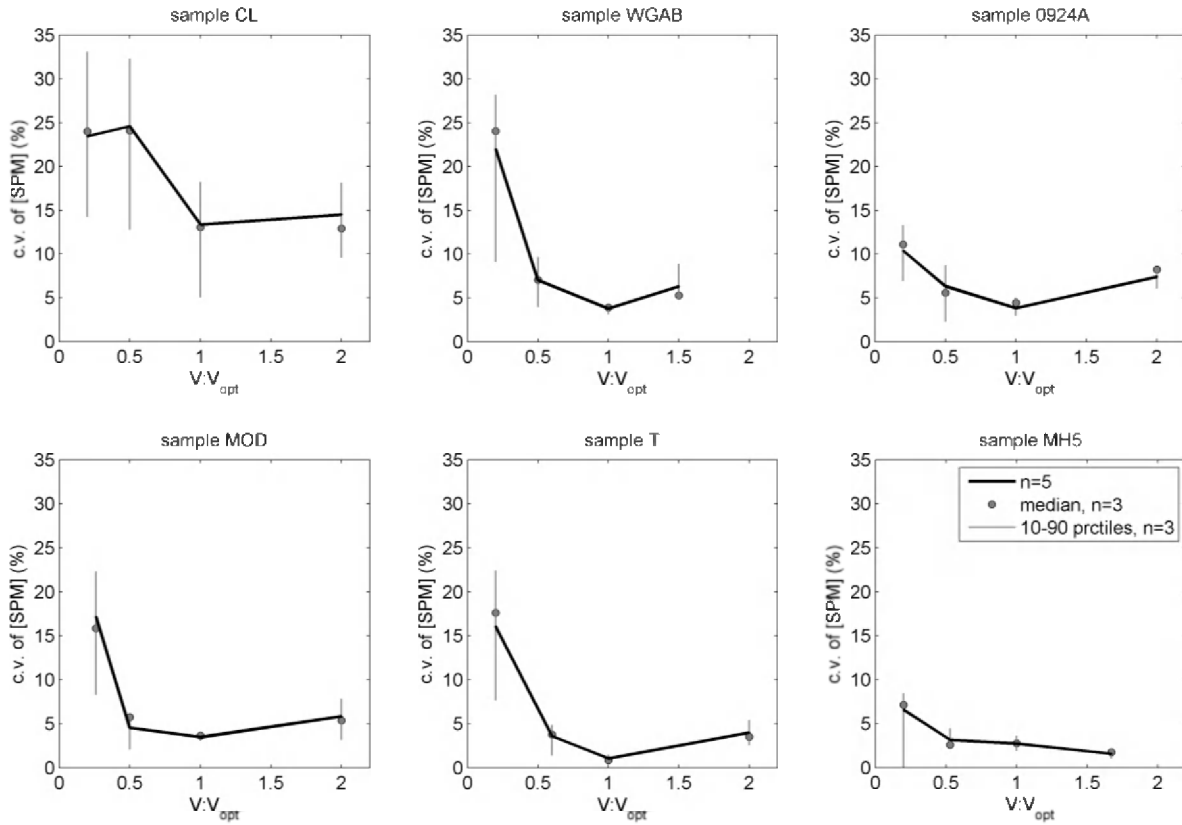 sample CL
35
30
25
20
15
10
5
0
c.v. of [SPM] (%)
0 0.5 1 1.5 2
V:Vopt
sample WGAB
35
30
25
20
15
10
5
0
c.v. of [SPM] (%)
0 0.5 1 1.5 2
V:Vopt
sample 0924A
35
30
25
20
15
10
5
0
c.v. of [SPM] (%)
0 0.5 1 1.5 2
V:Vopt
sample MOD
35
30
25
20
15
10
5
0
c.v. of [SPM] (%)
0 0.5 1 1.5 2
V:Vopt
sample T
35
30
25
20
15
10
5
0
c.v. of [SPM] (%)
0 0.5 1 1.5 2
V:Vopt
sample MH5
n=5
median, n=3
10-90 prctiles, n=3
35
30
25
20
15
10
5
0
c.v. of [SPM] (%)
0 0.5 1 1.5 2
V:Vopt